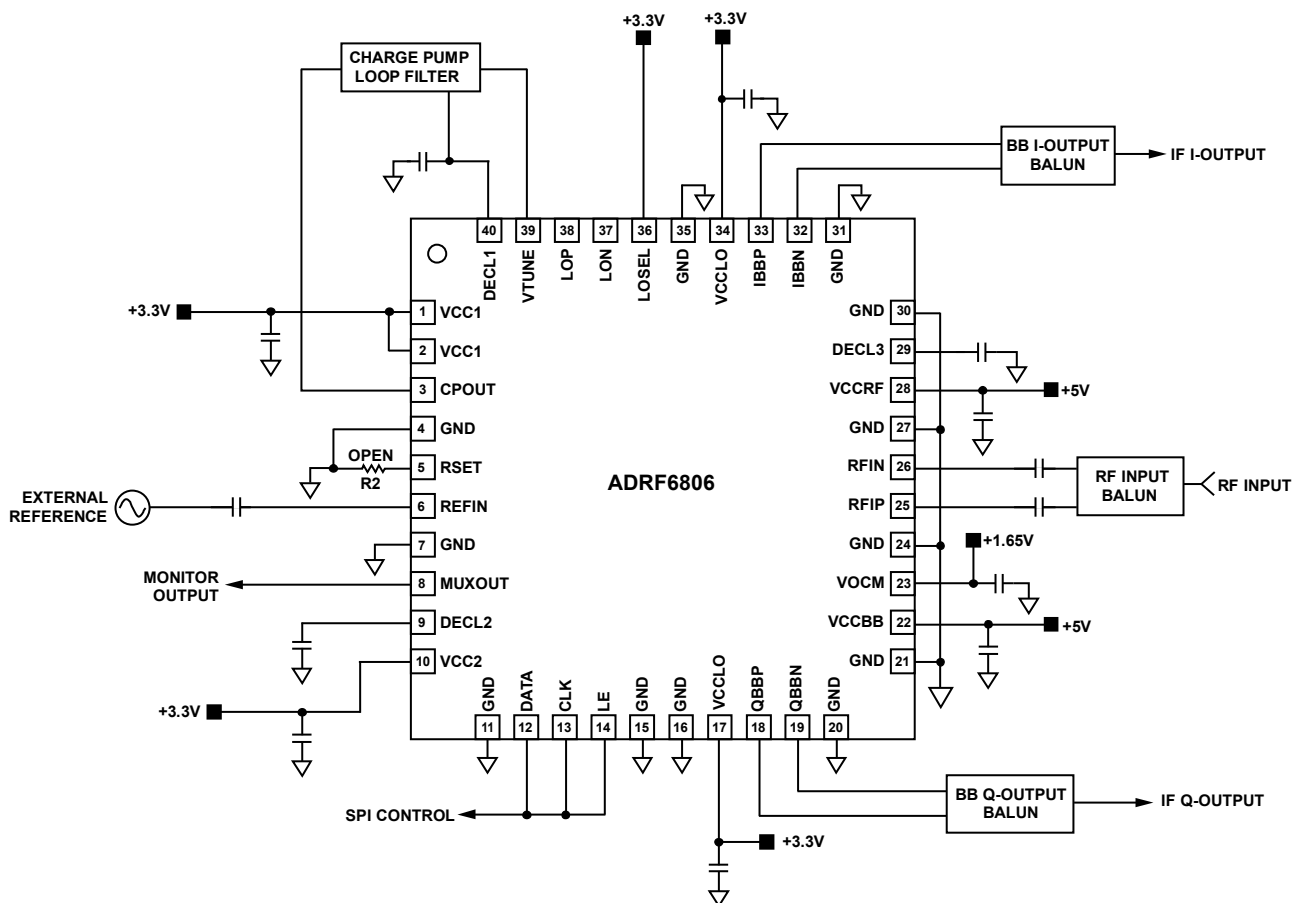 +3.3V
+3.3V
CHARGE PUMP
LOOP FILTER
BB I-OUTPUT
BALUN
IF I-OUTPUT
40
39
38
37
36
35
34
33
32
31
DECL1
VTUNE
LOP
LON
LOSEL
GND
VCCLO
IBBP
IBBN
GND
+3.3V
1 VCC1
2 VCC1
3 CPOUT
4 GND
OPEN
R2
5 RSET
EXTERNAL
REFERENCE
6 REFIN
7 GND
MONITOR
OUTPUT
8 MUXOUT
9 DECL2
10 VCC2
+3.3V
ADRF6806
GND 30
DECL3 29
VCCRF 28
+5V
GND 27
RFIN 26
RFIP 25
RF INPUT
BALUN
RF INPUT
GND 24
+1.65V
VOCM 23
VCCBB 22
+5V
GND 21
GND
DATA
CLK
LE
GND
GND
VCCLO
QBBP
QBBN
GND
11
12
13
14
15
16
17
18
19
20
SPI CONTROL
+3.3V
BB Q-OUTPUT
BALUN
IF Q-OUTPUT